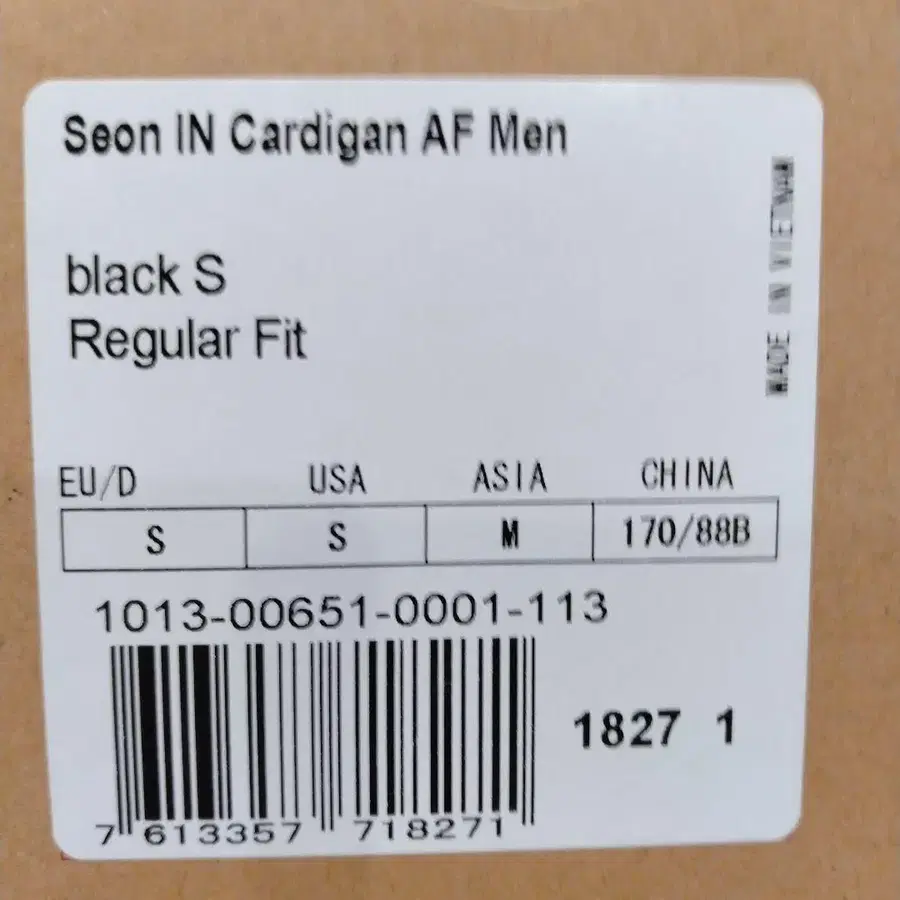 Seon IN Cardigan AF Men
MADE IN VIETNAM
black S
Regular Fit
EU/D USA ASIA CHINA
S S M 170/88B
1013-00651-0001-113
1827 1
7 613357 718271